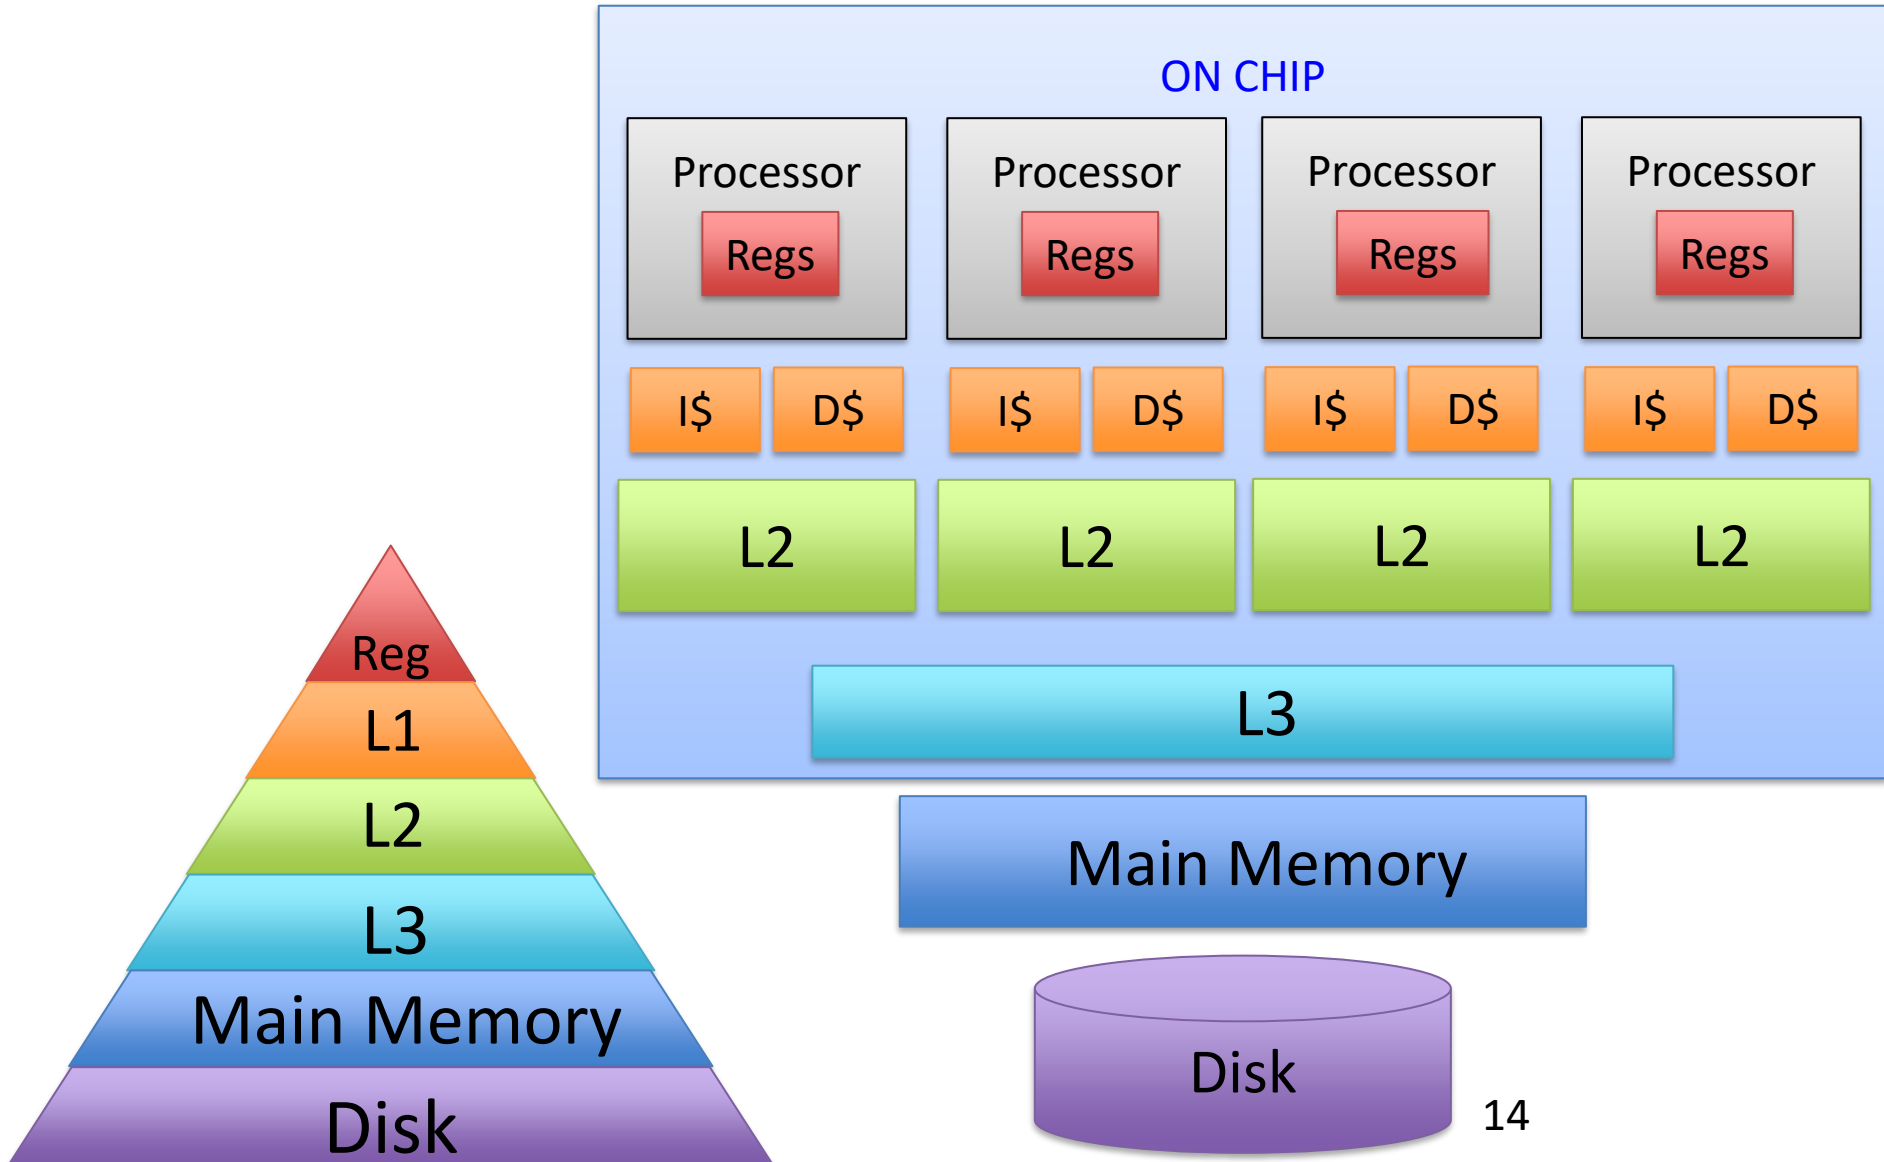 ON CHIP
Processor Processor Processor Processor
Regs Regs Regs Regs
I$ D$ I$ D$ I$ D$ I$ D$
L2 L2 L2 L2
L3
Main Memory
Disk
14
Reg
L1
L2
L3
Main Memory
Disk